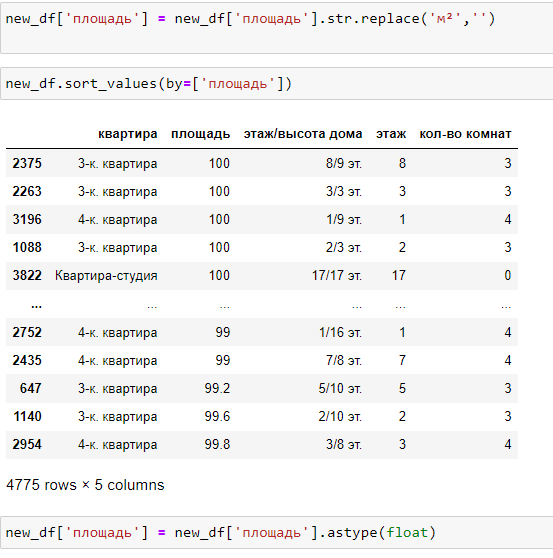 new_df['площадь'] = new_df['площадь'].str.replace('м²','')
new_df.sort_values(by=['площадь'])
квартира площадь этаж/высота дома этаж кол-во комнат
2375 3-к. квартира 100 8/9 эт. 8 3
2263 3-к. квартира 100 3/3 эт. 3 3
3196 4-к. квартира 100 1/9 эт. 1 4
1088 3-к. квартира 100 2/3 эт. 2 3
3822 Квартира-студия 100 17/17 эт. 17 0
... ... ... ... ... ...
2752 4-к. квартира 99 1/16 эт. 1 4
2435 4-к. квартира 99 7/8 эт. 7 4
647 3-к. квартира 99.2 5/10 эт. 5 3
1140 3-к. квартира 99.6 2/10 эт. 2 3
2954 4-к. квартира 99.8 3/8 эт. 3 4
4775 rows × 5 columns
new_df['площадь'] = new_df['площадь'].astype(float)